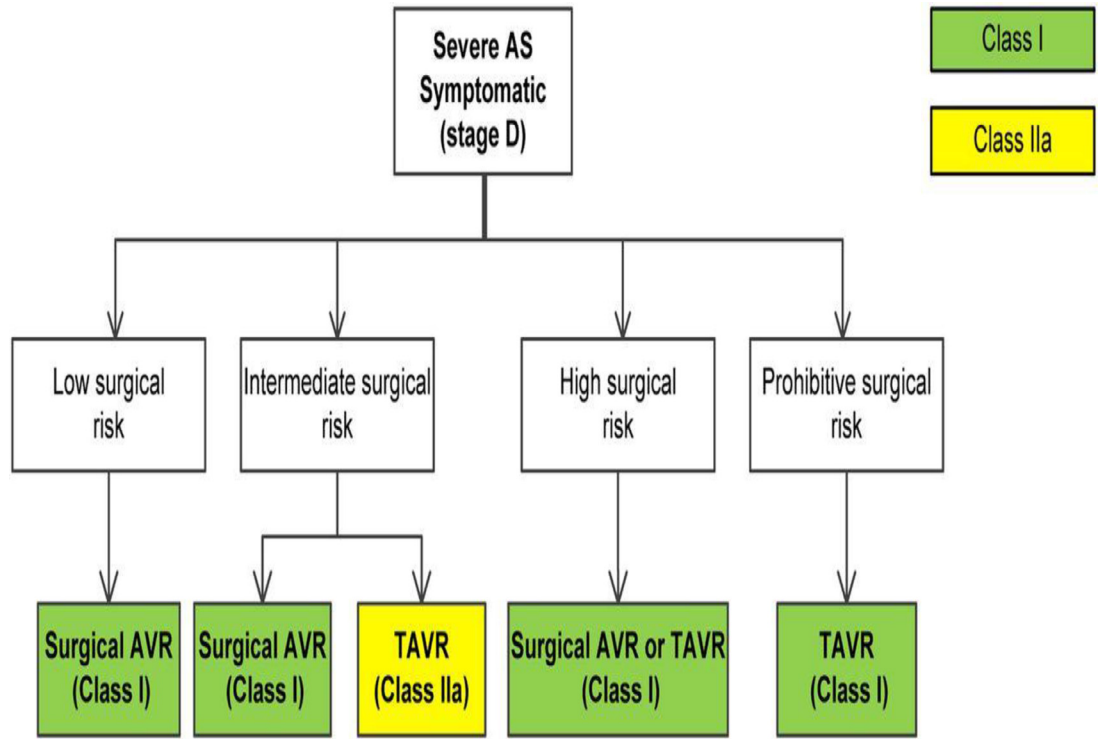 Severe AS
Symptomatic
(stage D)
Class I
Class IIa
Low surgical
risk
Intermediate surgical
risk
High surgical
risk
Prohibitive surgical
risk
Surgical AVR
(Class I)
Surgical AVR
(Class I)
TAVR
(Class IIa)
Surgical AVR or TAVR
(Class I)
TAVR
(Class I)